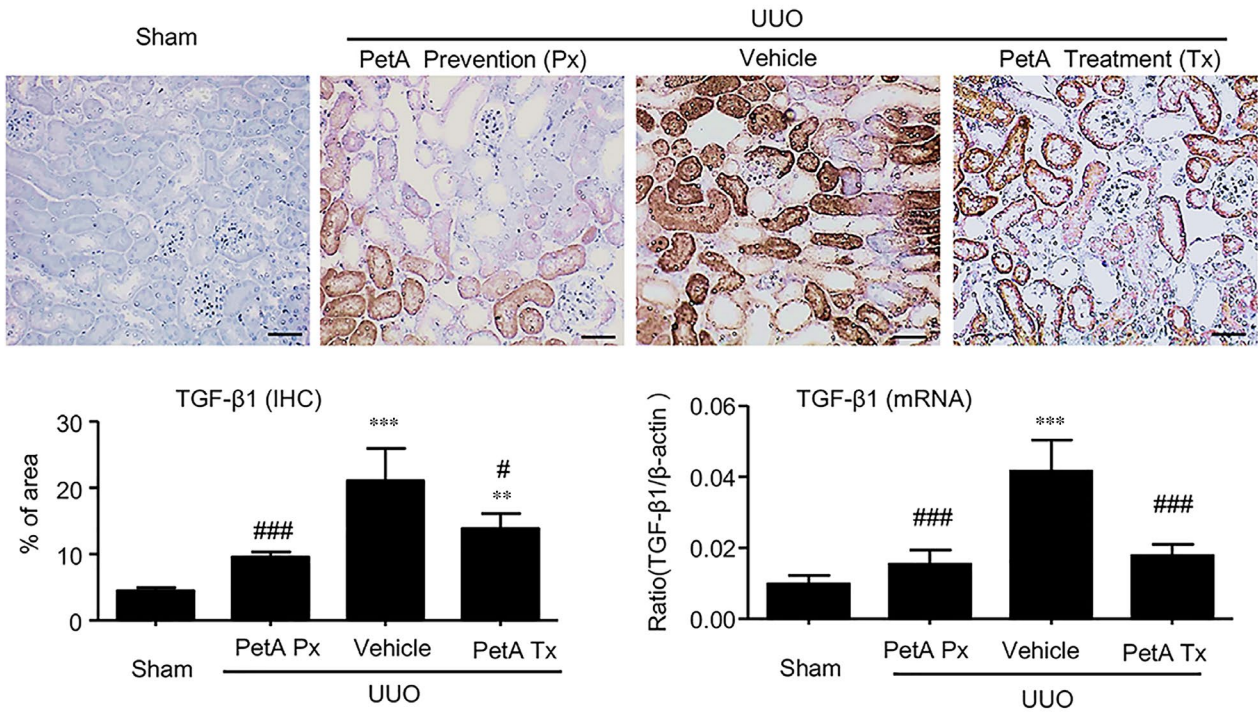 UUO
Sham
PetA Prevention (Px)
Vehicle
PetA Treatment (Tx)
TGF-β1 (IHC)
% of area
30
20
10
0
###
***
#
**
Sham
PetA Px
Vehicle
PetA Tx
UUO
TGF-β1 (mRNA)
Ratio(TGF-β1/β-actin )
0.06
0.04
0.02
0.00
###
***
###
Sham
PetA Px
Vehicle
PetA Tx
UUO